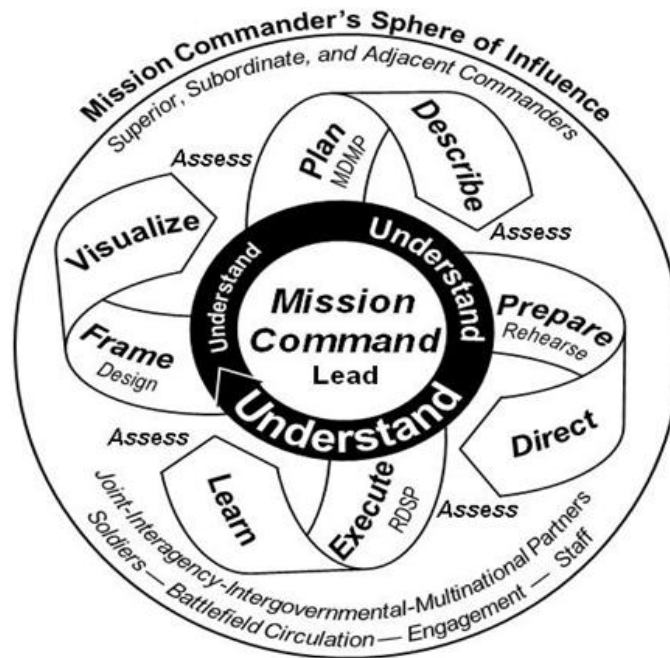 Mission Commander's Sphere of Influence
Superior, Subordinate, and Adjacent Commanders
Assess
Plan
MDMP
Describe
Assess
Visualize
Understand
Understand
Mission
Command
Lead
Prepare
Rehearse
Frame
Design
Understand
Direct
Assess
Learn
Execute
RDSP
Assess
Joint-Interagency-Intergovernmental-Multinational Partners
Soldiers — Battlefield Circulation — Engagement — Staff